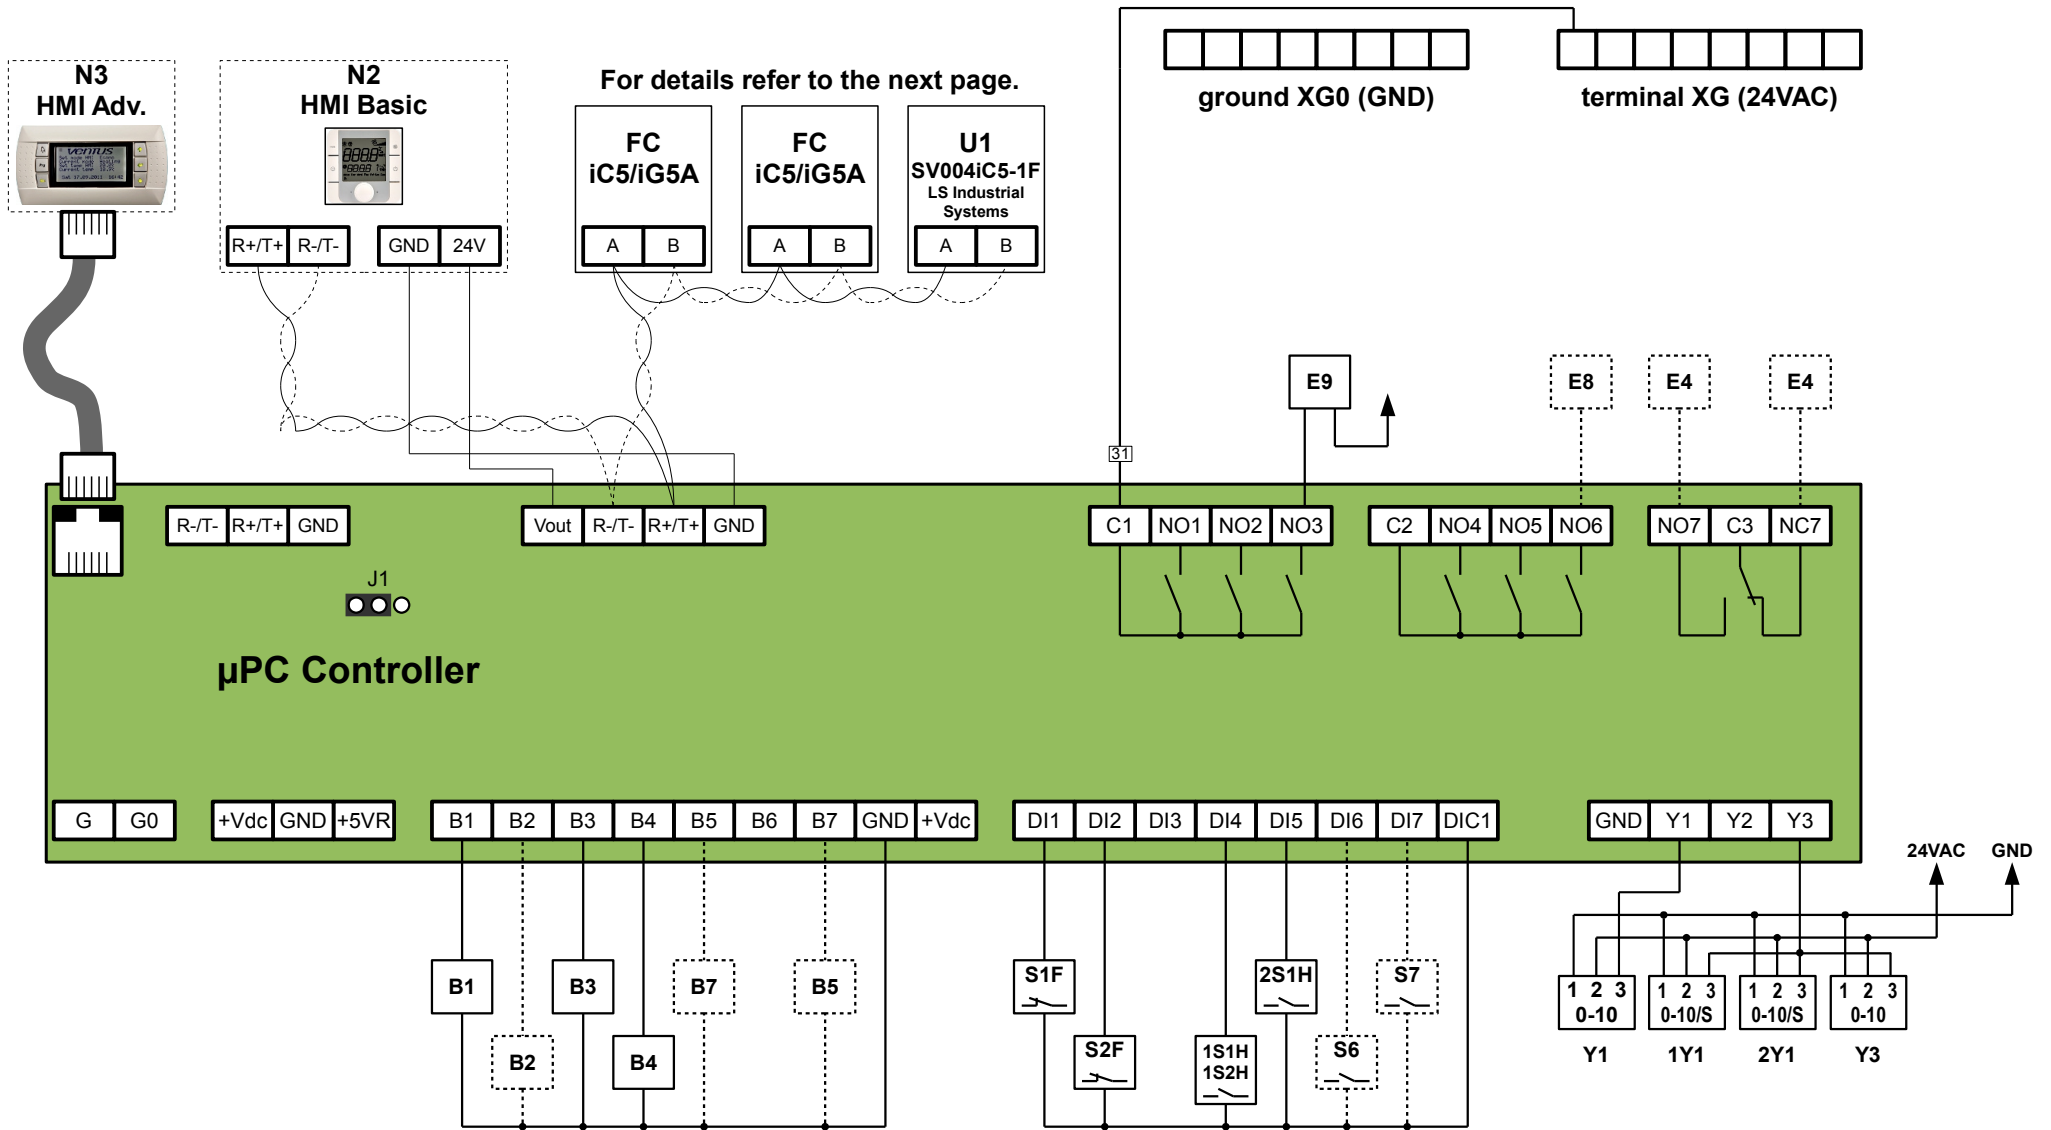 N3
HMI Adv.
VENTUS
N2
HMI Basic
R+/T+ R-/T- GND 24V
For details refer to the next page.
FC
iC5/iG5A
A B
FC
iC5/iG5A
A B
U1
SV004iC5-1F
LS Industrial
Systems
A B
ground XG0 (GND)
terminal XG (24VAC)
E9
E8
E4
E4
31
R-/T- R+/T+ GND
Vout R-/T- R+/T+ GND
C1 NO1 NO2 NO3
C2 NO4 NO5 NO6
NO7 C3 NC7
J1
µPC Controller
G G0
+Vdc GND +5VR
B1 B2 B3 B4 B5 B6 B7 GND +Vdc
DI1 DI2 DI3 DI4 DI5 DI6 DI7 DIC1
GND Y1 Y2 Y3
24VAC GND
B1
B3
B7
B5
B2
B4
S1F
2S1H
S7
S2F
1S1H
1S2H
S6
1 2 3
0-10
Y1
1 2 3
0-10/S
1Y1
1 2 3
0-10/S
2Y1
1 2 3
0-10
Y3